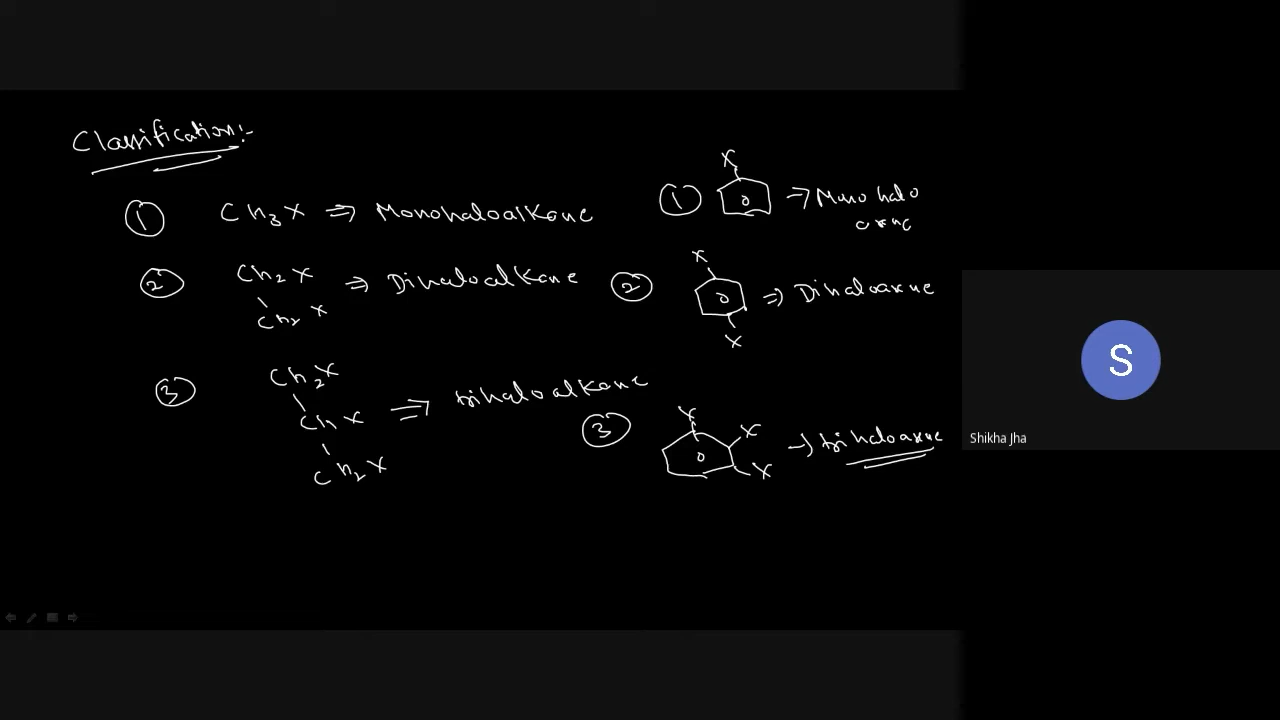 Classification:-
① CH3X ⇒ Monohaloalkane
② CH2X ⇒ Dihaloalkane
CH2X
③ CH2X
CHX ⇒ trihaloalkane
CH2X
X
① ⇒ Monohalo
arene
X
② ⇒ Dihaloarene
X
X
③ X → trihaloarene
X
S
Shikha Jha